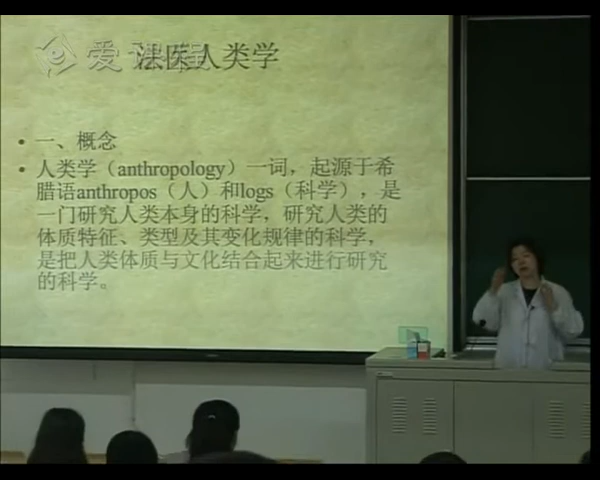 爱课程
法医人类学
• 一、概念
• 人类学（anthropology）一词，起源于希
腊语anthropos（人）和logs（科学），是
一门研究人类本身的科学，研究人类的
体质特征、类型及其变化规律的科学，
是把人类体质与文化结合起来进行研究
的科学。